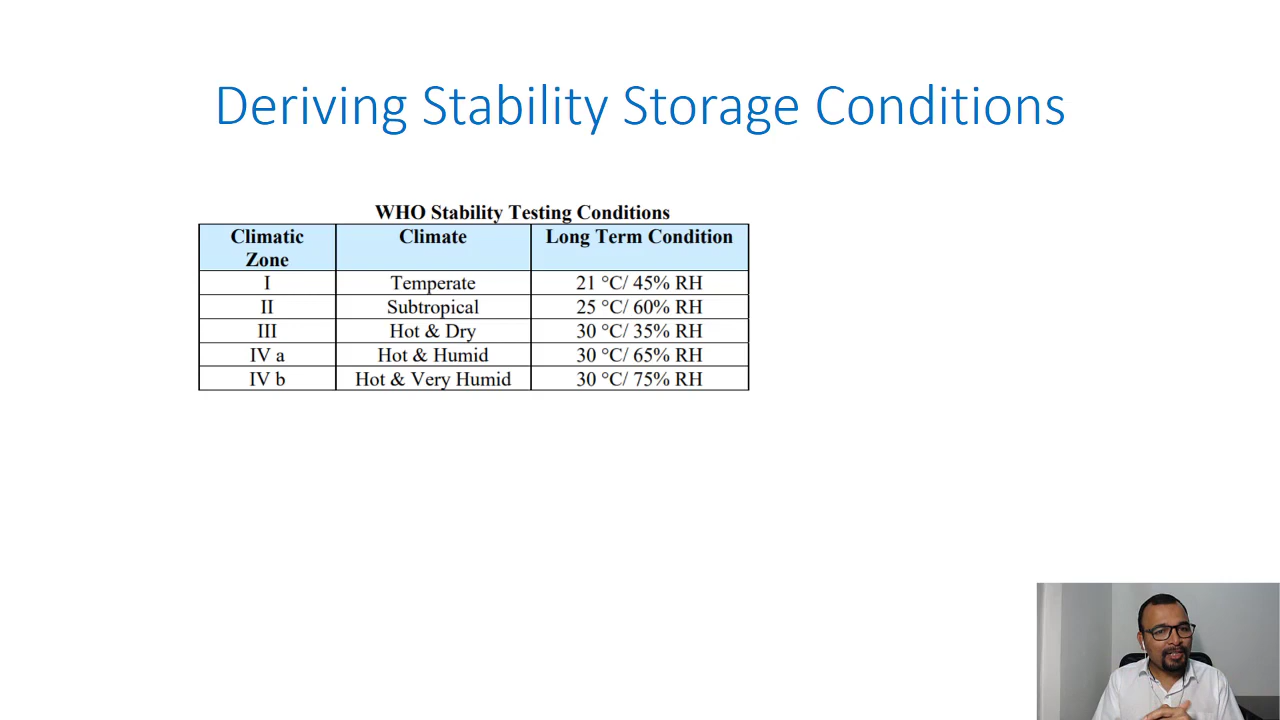 Deriving Stability Storage Conditions
WHO Stability Testing Conditions
Climatic Zone Climate Long Term Condition
I Temperate 21 °C/ 45% RH
II Subtropical 25 °C/ 60% RH
III Hot & Dry 30 °C/ 35% RH
IV a Hot & Humid 30 °C/ 65% RH
IV b Hot & Very Humid 30 °C/ 75% RH